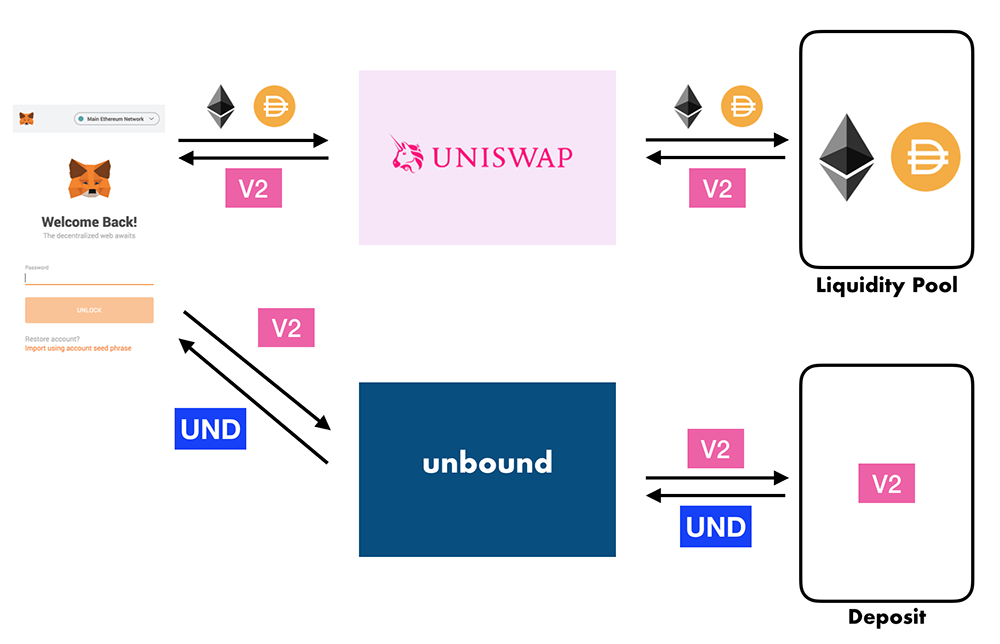 Main Ethereum Network
Welcome Back!
The decentralized web awaits
Password
UNLOCK
Restore account?
Import using account seed phrase
V2
UNISWAP
V2
Liquidity Pool
V2
UND
unbound
V2
UND
V2
Deposit